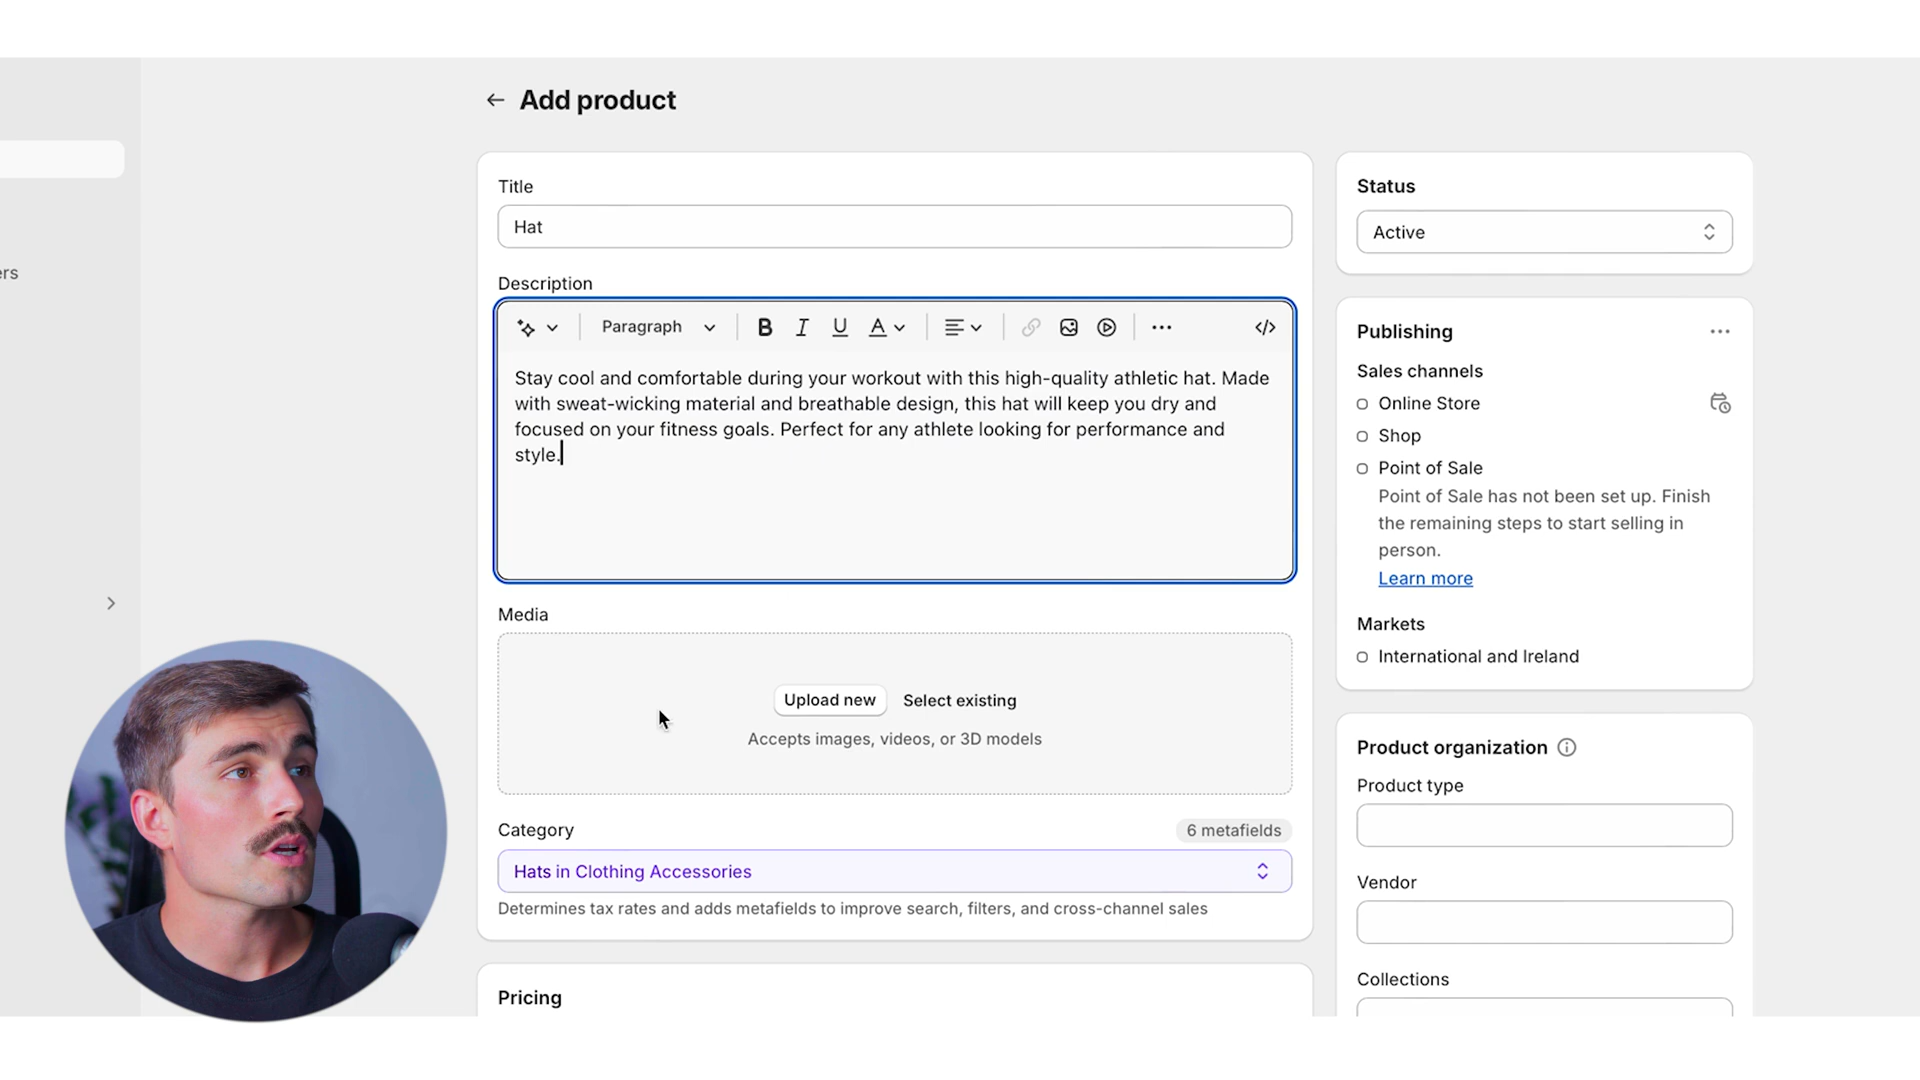 Add product
Title
Hat
Description
Paragraph
B I U A
Stay cool and comfortable during your workout with this high-quality athletic hat. Made
with sweat-wicking material and breathable design, this hat will keep you dry and
focused on your fitness goals. Perfect for any athlete looking for performance and
style.
Media
Upload new Select existing
Accepts images, videos, or 3D models
Category 6 metafields
Hats in Clothing Accessories
Determines tax rates and adds metafields to improve search, filters, and cross-channel sales
Pricing
Status
Active
Publishing
Sales channels
Online Store
Shop
Point of Sale
Point of Sale has not been set up. Finish
the remaining steps to start selling in
person.
Learn more
Markets
International and Ireland
Product organization
Product type
Vendor
Collections
ers